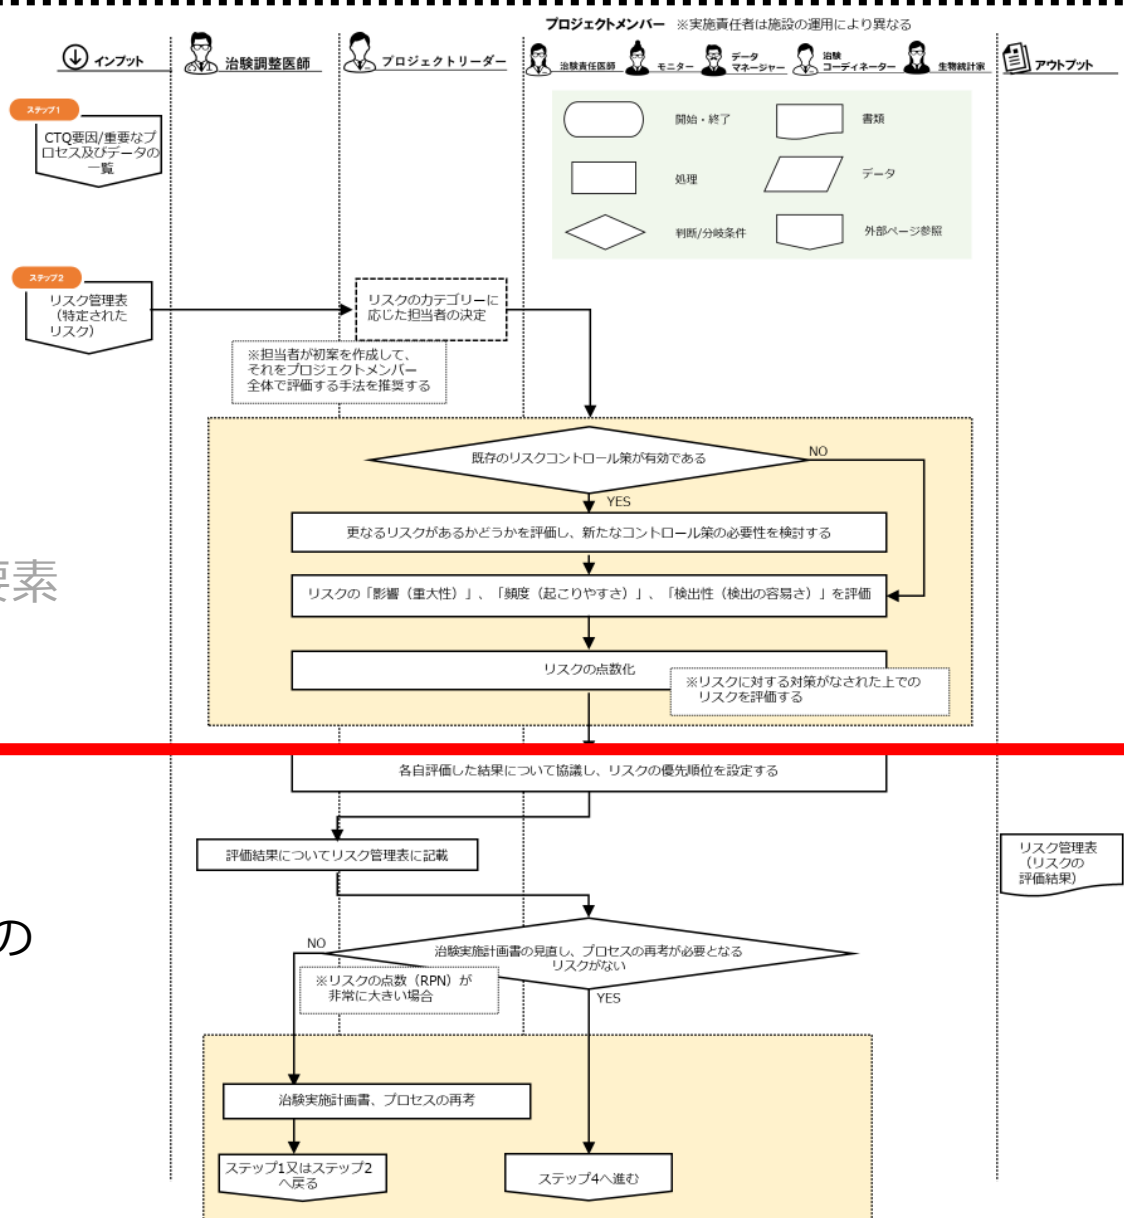 プロジェクトメンバー ※実施責任者は施設の運用により異なる
インプット
治験調整医師
プロジェクトリーダー
治験責任医師
モニター
データ
マネージャー
治験
コーディネーター
生物統計家
アウトプット
ステップ1
CTQ要因/重要なプ
ロセス及びデータの
一覧
開始・終了
書類
処理
データ
判断/分岐条件
外部ページ参照
ステップ2
リスク管理表
（特定された
リスク）
リスクのカテゴリーに
応じた担当者の決定
※担当者が初案を作成して、
それをプロジェクトメンバー
全体で評価する手法を推奨する
既存のリスクコントロール策が有効である
NO
YES
更なるリスクがあるかどうかを評価し、新たなコントロール策の必要性を検討する
要素
リスクの「影響（重大性）」、「頻度（起こりやすさ）」、「検出性（検出の容易さ）」を評価
リスクの点数化
※リスクに対する対策がなされた上での
リスクを評価する
各自評価した結果について協議し、リスクの優先順位を設定する
評価結果についてリスク管理表に記載
リスク管理表
（リスクの
評価結果）
の
NO
治験実施計画書の見直し、プロセスの再考が必要となる
リスクがない
※リスクの点数（RPN）が
非常に大きい場合
YES
治験実施計画書、プロセスの再考
ステップ1又はステップ2
へ戻る
ステップ4へ進む